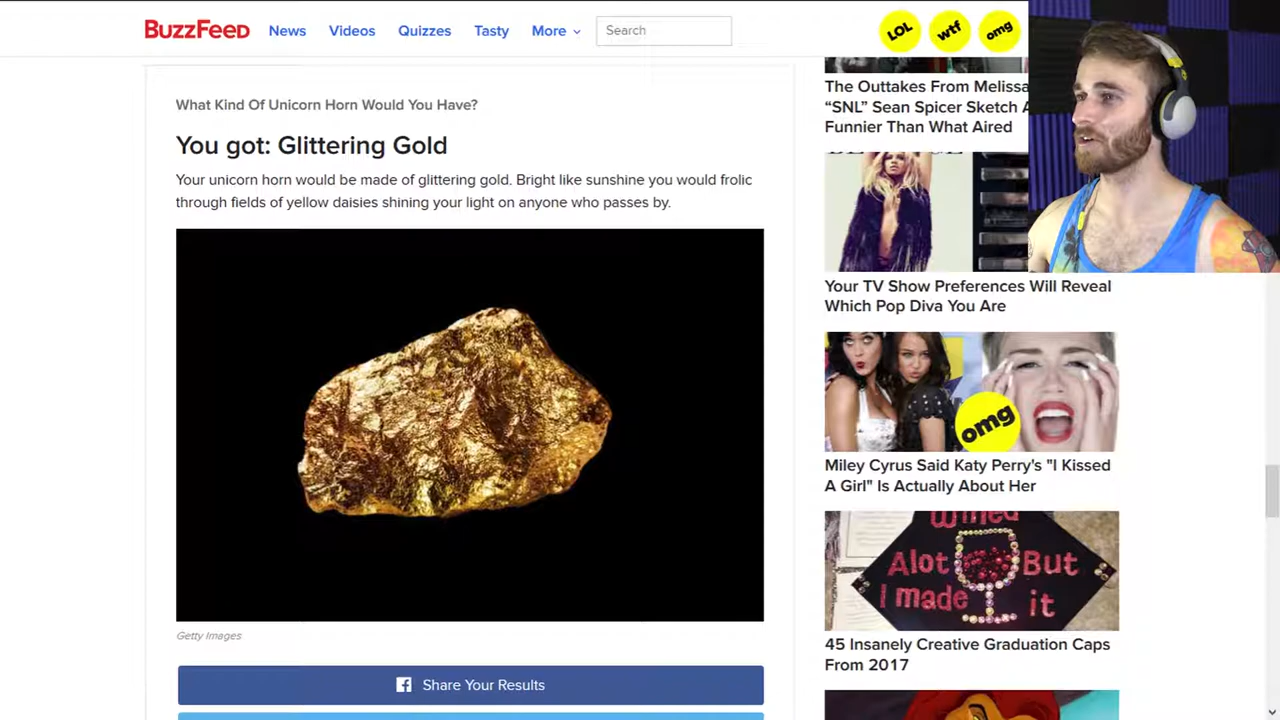 BuzzFeed News Videos Quizzes Tasty More Search LOL wtf omg
What Kind Of Unicorn Horn Would You Have?
You got: Glittering Gold
Your unicorn horn would be made of glittering gold. Bright like sunshine you would frolic
through fields of yellow daisies shining your light on anyone who passes by.
Getty Images
Share Your Results
The Outtakes From Melissa
"SNL" Sean Spicer Sketch
Funnier Than What Aired
Your TV Show Preferences Will Reveal
Which Pop Diva You Are
omg
Miley Cyrus Said Katy Perry's "I Kissed
A Girl" Is Actually About Her
Alot But
I made it
45 Insanely Creative Graduation Caps
From 2017